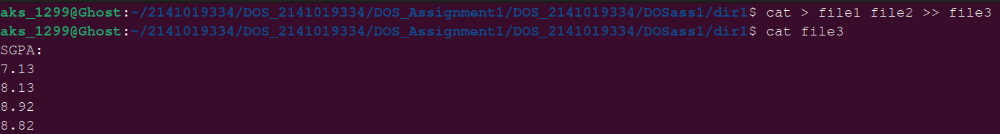 aks_1299@Ghost:~/2141019334/DOS_2141019334/DOS_Assignment1/DOS_2141019334/DOSass1/dir1$ cat > file1 file2 >> file3
aks_1299@Ghost:~/2141019334/DOS_2141019334/DOS_Assignment1/DOS_2141019334/DOSass1/dir1$ cat file3
SGPA:
7.13
8.13
8.92
8.82